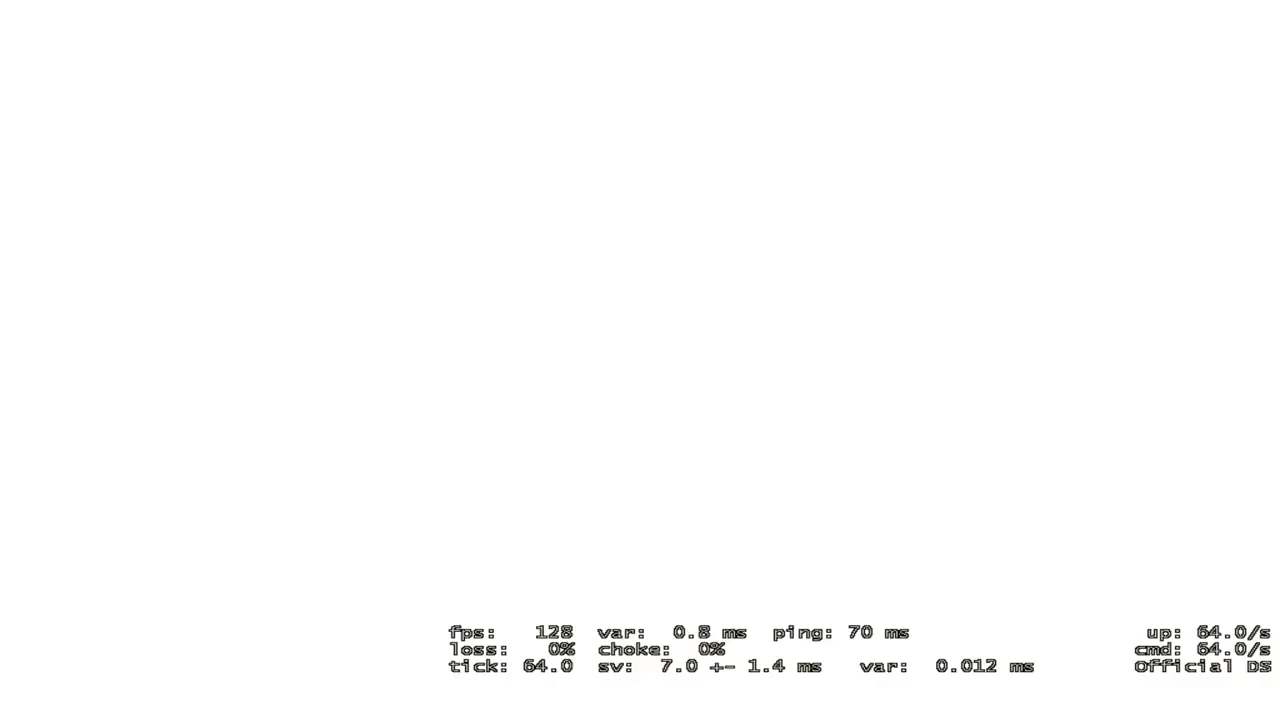 fps: 128 var: 0.8 ms ping: 70 ms up: 64.0/s
loss: 0% choke: 0% cmd: 64.0/s
tick: 64.0 sv: 7.0 +- 1.4 ms var: 0.012 ms Official DS